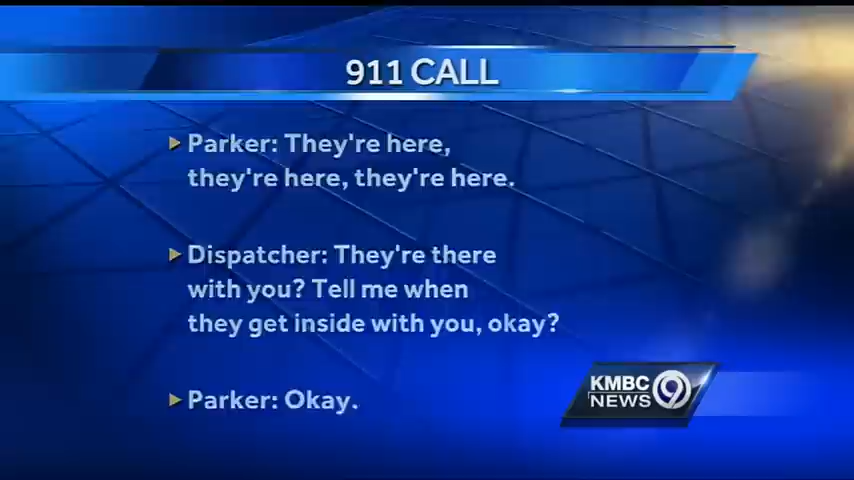 911 CALL
Parker: They're here,
they're here, they're here.
Dispatcher: They're there
with you? Tell me when
they get inside with you, okay?
Parker: Okay.
KMBC 9
NEWS